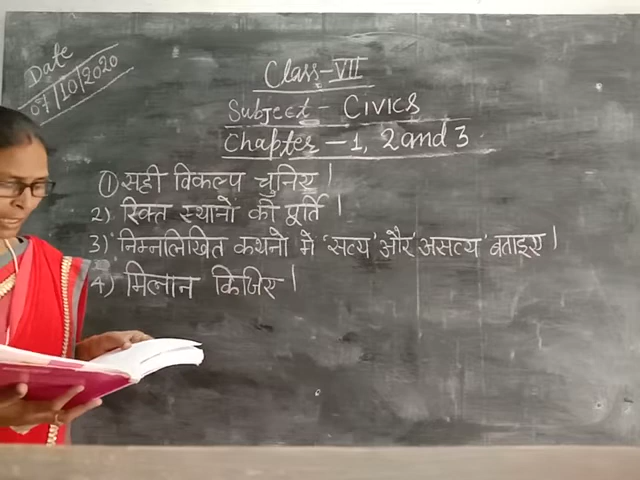 Date
07/10/2020
Class-VII
Subject - Civics
Chapter - 1, 2 and 3
① सही विकल्प चुनिए।
2) रिक्त स्थानों की पूर्ति।
3) निम्नलिखित कथनो में 'सत्य' और 'असत्य' बताइए।
4) मिलान किजिए।